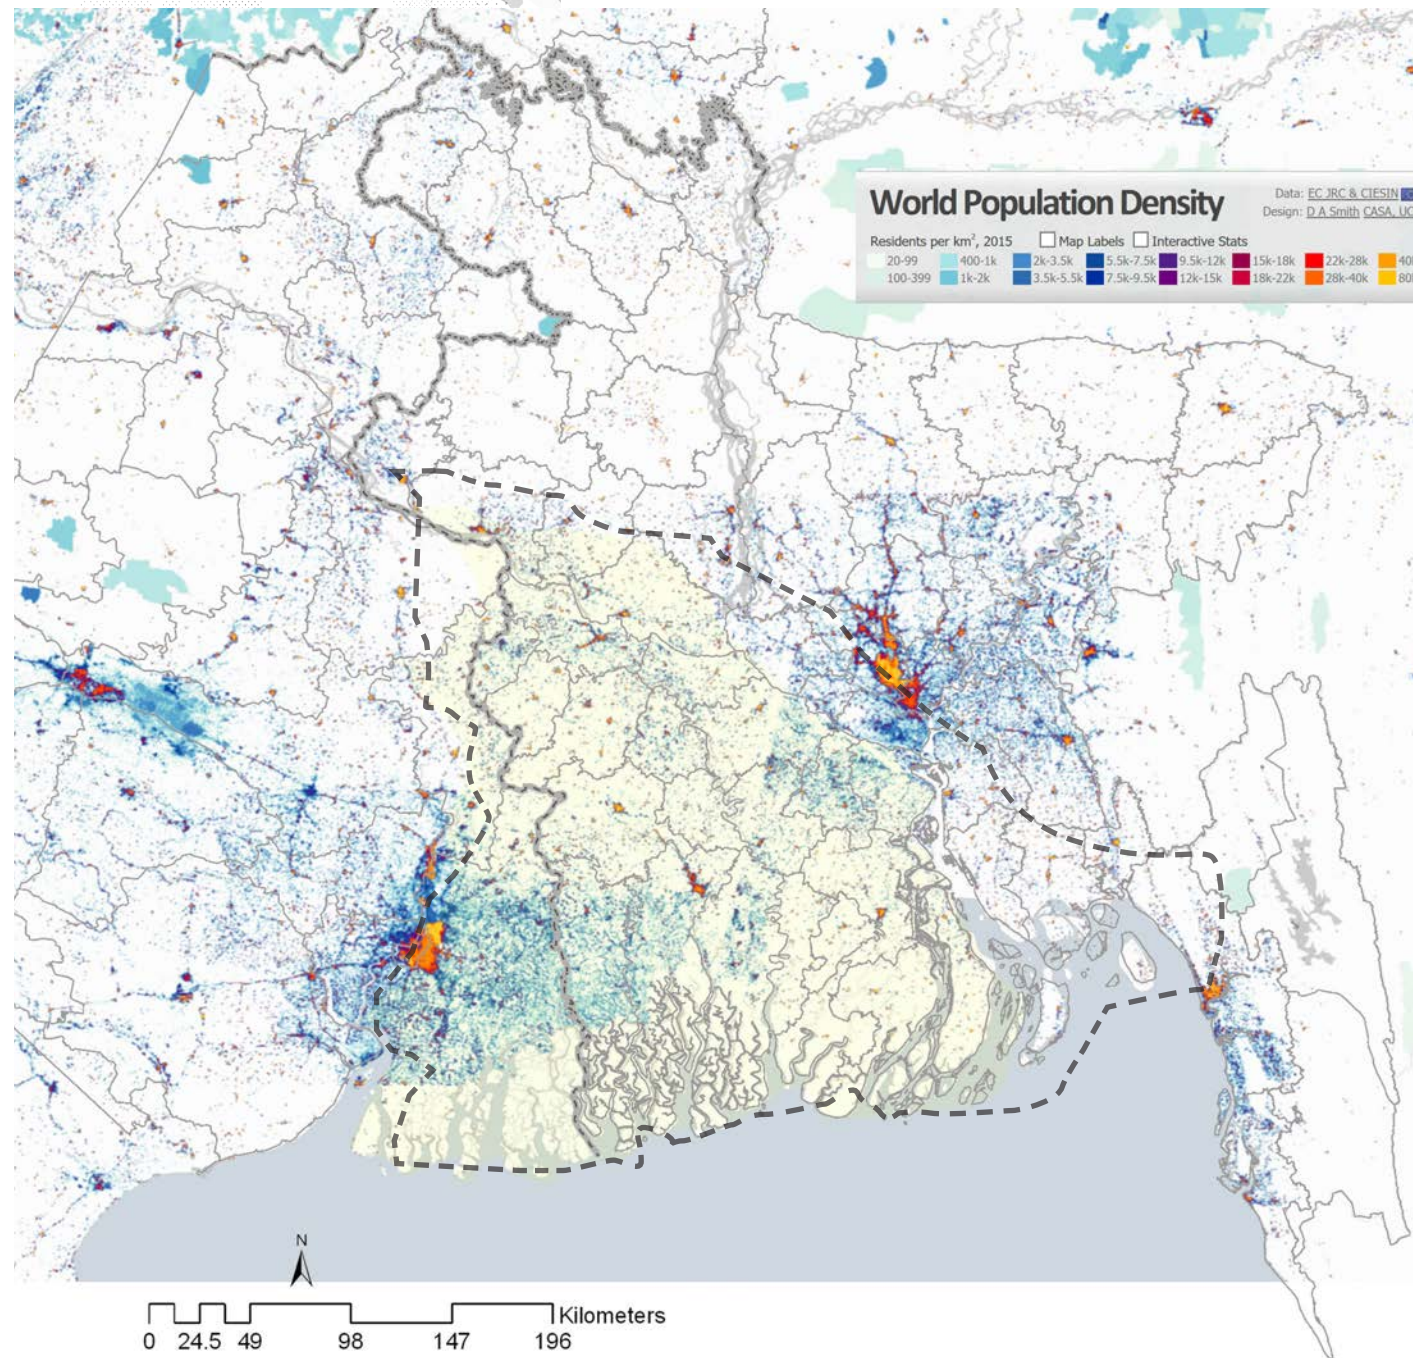 World Population Density
Data: EC JRC & CIESIN
Design: D A Smith CASA, UC
Residents per km², 2015 Map Labels Interactive Stats
20-99 400-1k 2k-3.5k 5.5k-7.5k 9.5k-12k 15k-18k 22k-28k 40
100-399 1k-2k 3.5k-5.5k 7.5k-9.5k 12k-15k 18k-22k 28k-40k 80
N
Kilometers
0 24.5 49 98 147 196